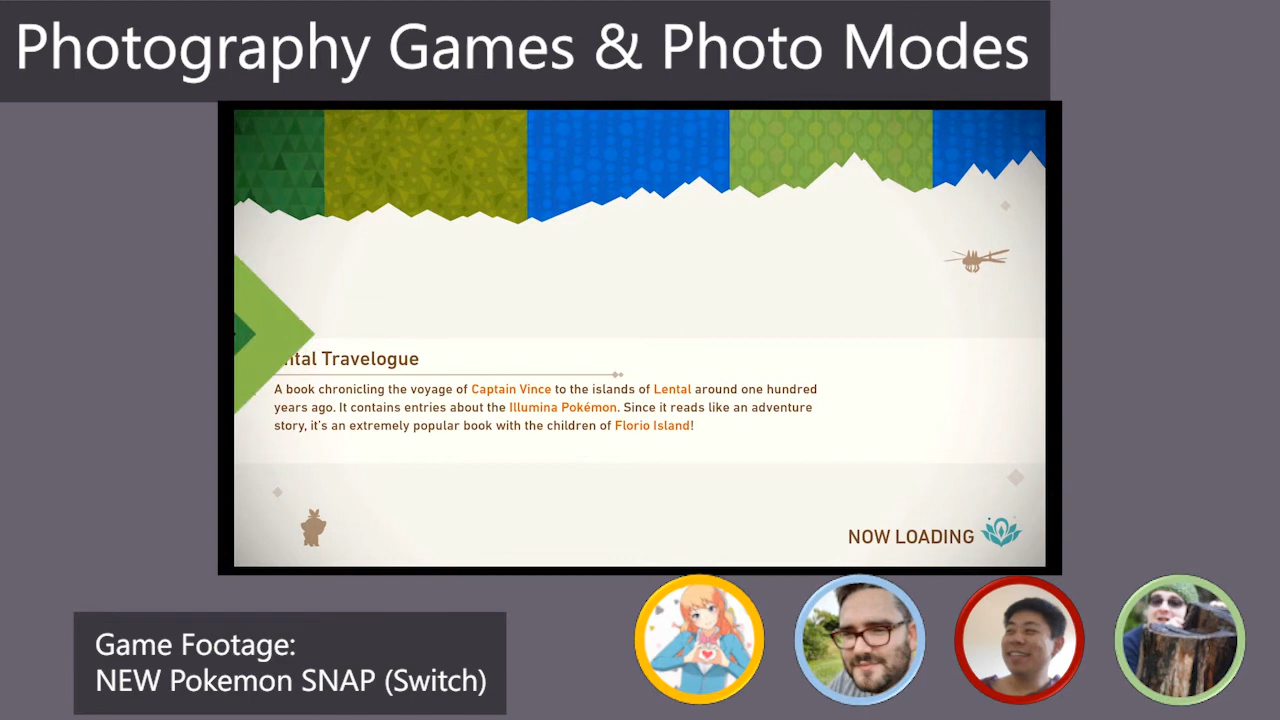 Photography Games & Photo Modes
ntal Travelogue
A book chronicling the voyage of Captain Vince to the islands of Lental around one hundred
years ago. It contains entries about the Illumina Pokémon. Since it reads like an adventure
story, it's an extremely popular book with the children of Florio Island!
NOW LOADING
Game Footage:
NEW Pokemon SNAP (Switch)